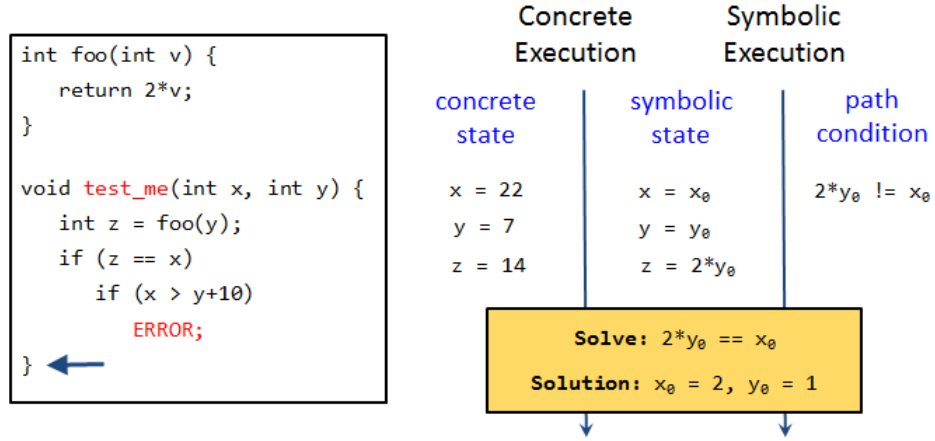 int foo(int v) {
return 2*v;
}
void test_me(int x, int y) {
int z = foo(y);
if (z == x)
if (x > y+10)
ERROR;
}
Concrete Execution
Symbolic Execution
concrete state
symbolic state
path condition
x = 22
x = x₀
2*y₀ != x₀
y = 7
y = y₀
z = 14
z = 2*y₀
Solve: 2*y₀ == x₀
Solution: x₀ = 2, y₀ = 1